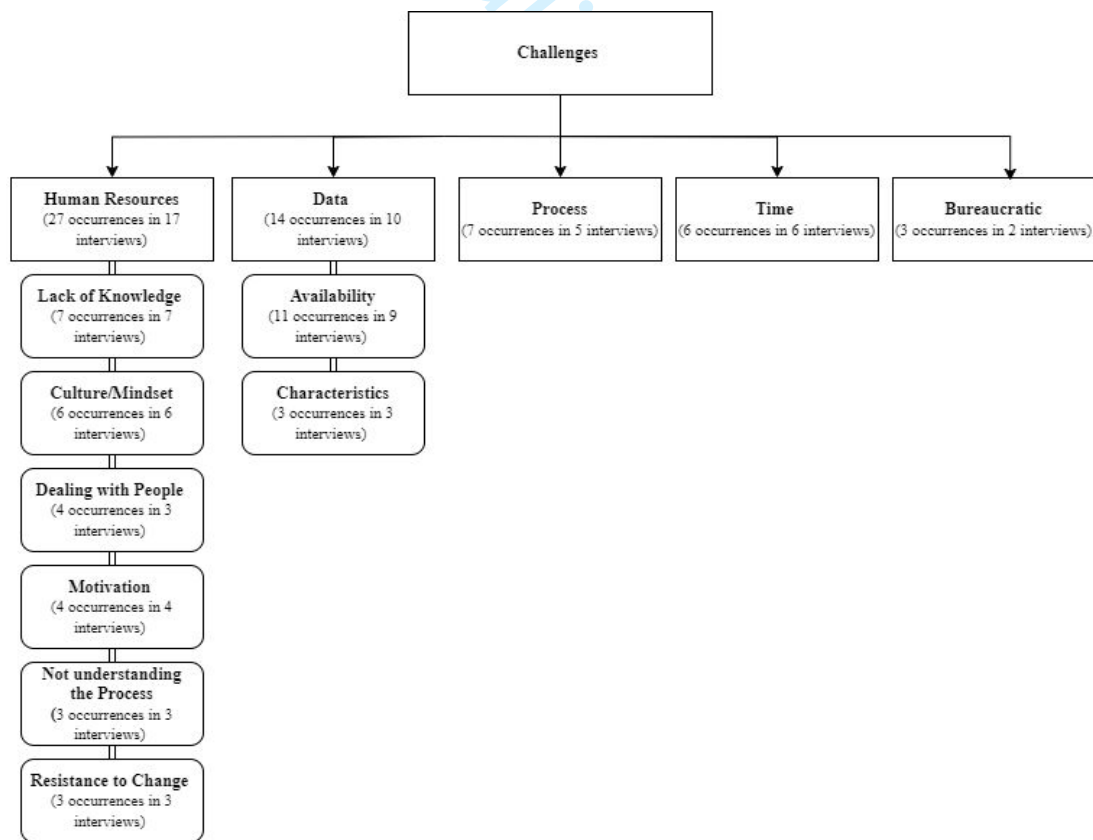 Challenges
Human Resources
(27 occurrences in 17
interviews)
Data
(14 occurrences in 10
interviews)
Process
(7 occurrences in 5 interviews)
Time
(6 occurrences in 6 interviews)
Bureaucratic
(3 occurrences in 2 interviews)
Lack of Knowledge
(7 occurrences in 7
interviews)
Culture/Mindset
(6 occurrences in 6
interviews)
Dealing with People
(4 occurrences in 3
interviews)
Motivation
(4 occurrences in 4
interviews)
Not understanding
the Process
(3 occurrences in 3
interviews)
Resistance to Change
(3 occurrences in 3
interviews)
Availability
(11 occurrences in 9
interviews)
Characteristics
(3 occurrences in 3
interviews)